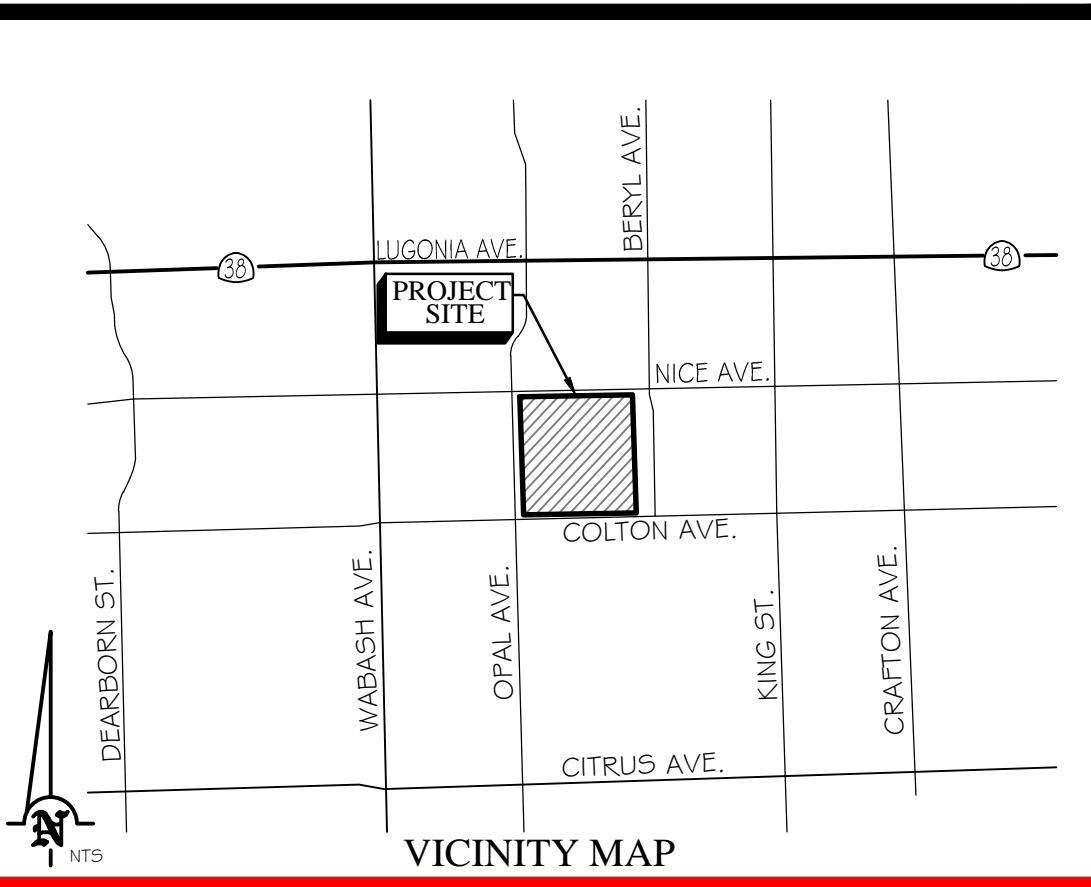 BERYL AVE.
LUGONIA AVE.
38
38
PROJECT
SITE
NICE AVE.
COLTON AVE.
DEARBORN ST.
WABASH AVE.
OPAL AVE.
KING ST.
CRAFTON AVE.
CITRUS AVE.
N
NTS
VICINITY MAP